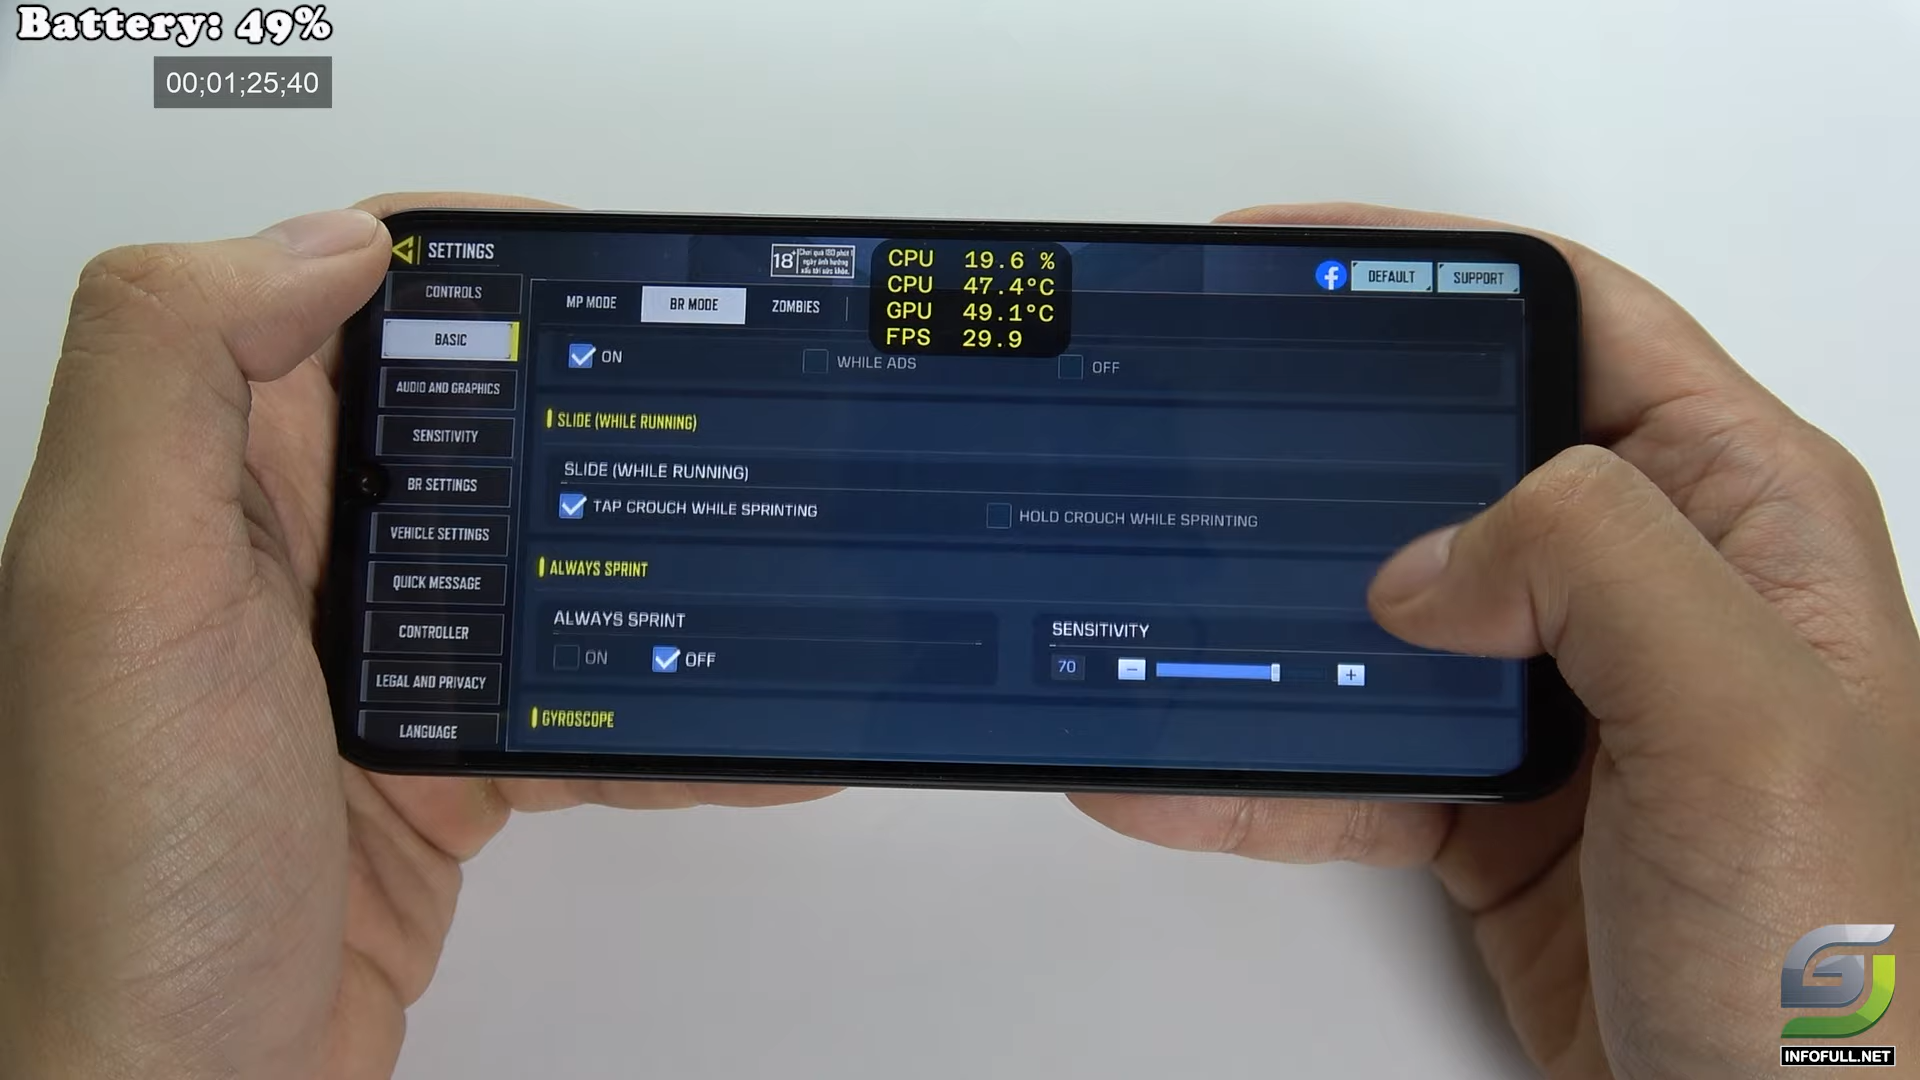 Battery: 49%
00;01;25;40
SETTINGS
18+
CPU 19.6 %
CPU 47.4°C
GPU 49.1°C
FPS 29.9
DEFAULT
SUPPORT
CONTROLS
BASIC
AUDIO AND GRAPHICS
SENSITIVITY
BR SETTINGS
VEHICLE SETTINGS
QUICK MESSAGE
CONTROLLER
LEGAL AND PRIVACY
LANGUAGE
MP MODE BR MODE ZOMBIES
ON WHILE ADS OFF
SLIDE (WHILE RUNNING)
SLIDE (WHILE RUNNING)
TAP CROUCH WHILE SPRINTING HOLD CROUCH WHILE SPRINTING
ALWAYS SPRINT
ALWAYS SPRINT
ON OFF
SENSITIVITY
70 - +
GYROSCOPE
INFOFULL.NET